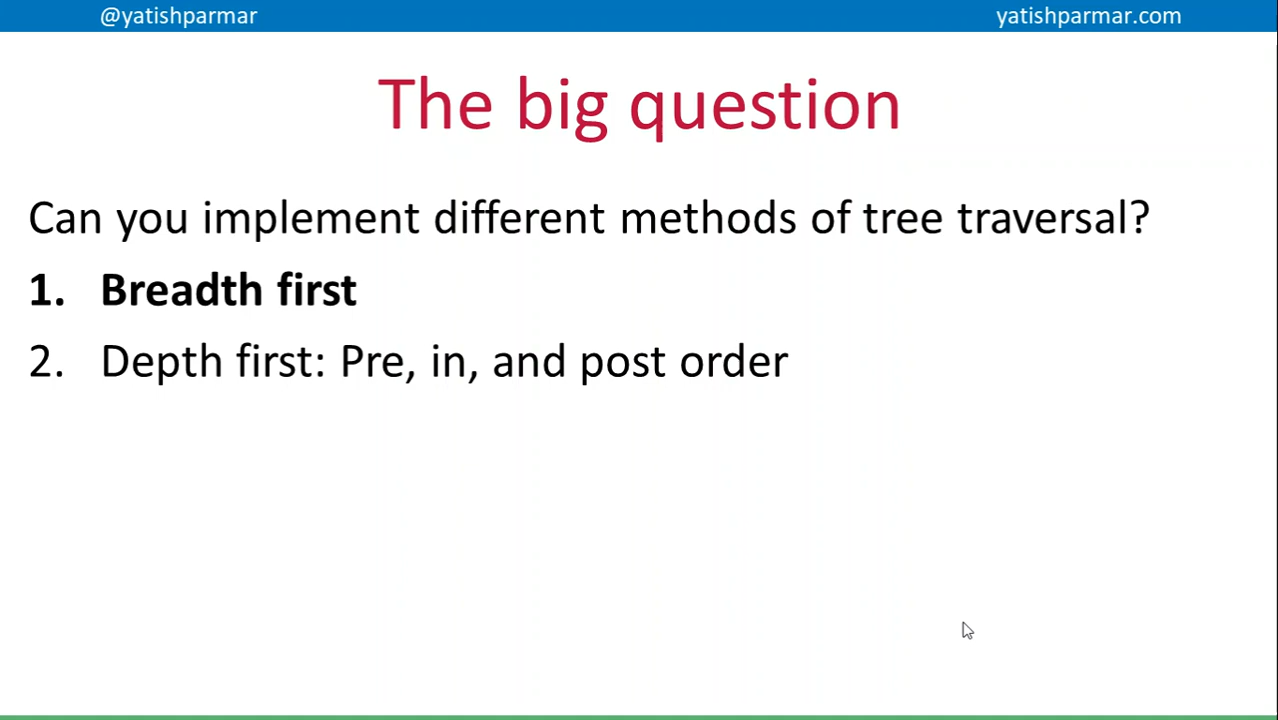 @yatishparmar
yatishparmar.com
The big question
Can you implement different methods of tree traversal?
1. Breadth first
2. Depth first: Pre, in, and post order